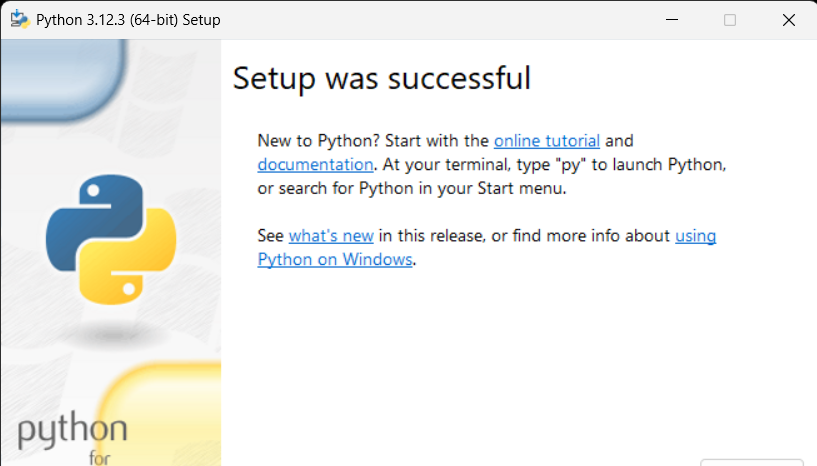 Python 3.12.3 (64-bit) Setup
Setup was successful
New to Python? Start with the online tutorial and
documentation. At your terminal, type "py" to launch Python,
or search for Python in your Start menu.
See what's new in this release, or find more info about using
Python on Windows.
python
for